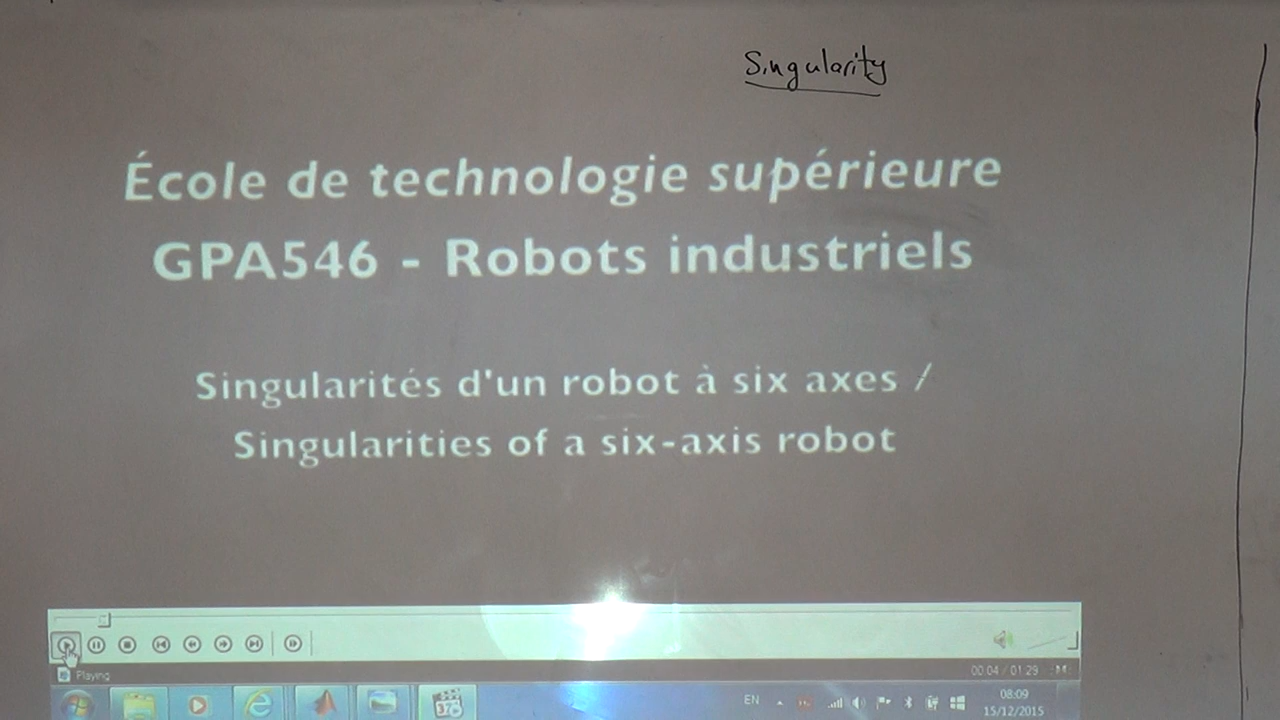 Singularity
École de technologie supérieure
GPA546 - Robots industriels
Singularités d'un robot à six axes /
Singularities of a six-axis robot
Playing
00:04 / 01:29
EN
08:09
15/12/2015